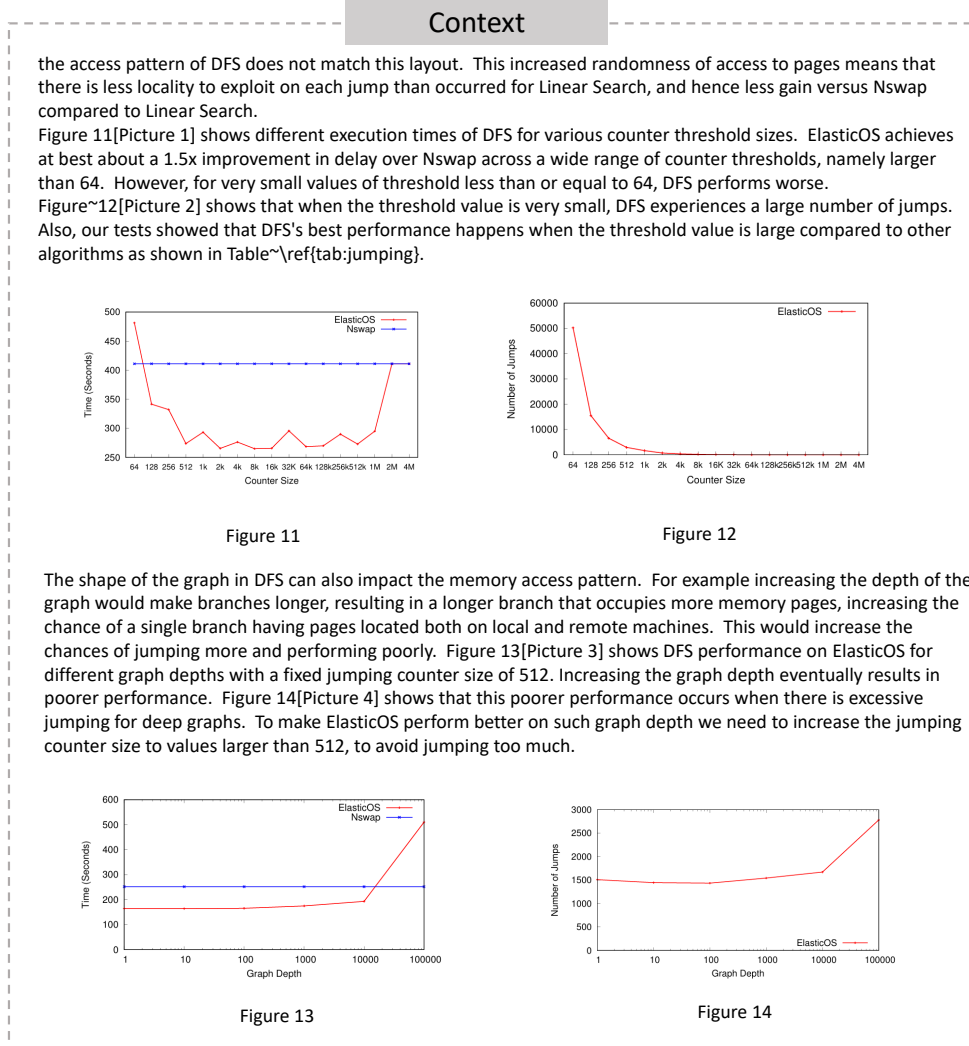 Context
the access pattern of DFS does not match this layout. This increased randomness of access to pages means that
there is less locality to exploit on each jump than occurred for Linear Search, and hence less gain versus Nswap
compared to Linear Search.
Figure 11[Picture 1] shows different execution times of DFS for various counter threshold sizes. ElasticOS achieves
at best about a 1.5x improvement in delay over Nswap across a wide range of counter thresholds, namely larger
than 64. However, for very small values of threshold less than or equal to 64, DFS performs worse.
Figure~12[Picture 2] shows that when the threshold value is very small, DFS experiences a large number of jumps.
Also, our tests showed that DFS's best performance happens when the threshold value is large compared to other
algorithms as shown in Table~\ref{tab:jumping}.
500
450
400
350
300
250
Time (Seconds)
ElasticOS
Nswap
64 128 256 512 1k 2k 4k 8k 16k 32K 64k 128k256k512k 1M 2M 4M
Counter Size
Figure 11
60000
50000
40000
30000
20000
10000
0
Number of Jumps
ElasticOS
64 128 256 512 1k 2k 4k 8k 16K 32k 64k 128k256k512k 1M 2M 4M
Counter Size
Figure 12
The shape of the graph in DFS can also impact the memory access pattern. For example increasing the depth of the
graph would make branches longer, resulting in a longer branch that occupies more memory pages, increasing the
chance of a single branch having pages located both on local and remote machines. This would increase the
chances of jumping more and performing poorly. Figure 13[Picture 3] shows DFS performance on ElasticOS for
different graph depths with a fixed jumping counter size of 512. Increasing the graph depth eventually results in
poorer performance. Figure 14[Picture 4] shows that this poorer performance occurs when there is excessive
jumping for deep graphs. To make ElasticOS perform better on such graph depth we need to increase the jumping
counter size to values larger than 512, to avoid jumping too much.
600
500
400
300
200
100
0
Time (Seconds)
ElasticOS
Nswap
1 10 100 1000 10000 100000
Graph Depth
Figure 13
3000
2500
2000
1500
1000
500
0
Number of Jumps
ElasticOS
1 10 100 1000 10000 100000
Graph Depth
Figure 14